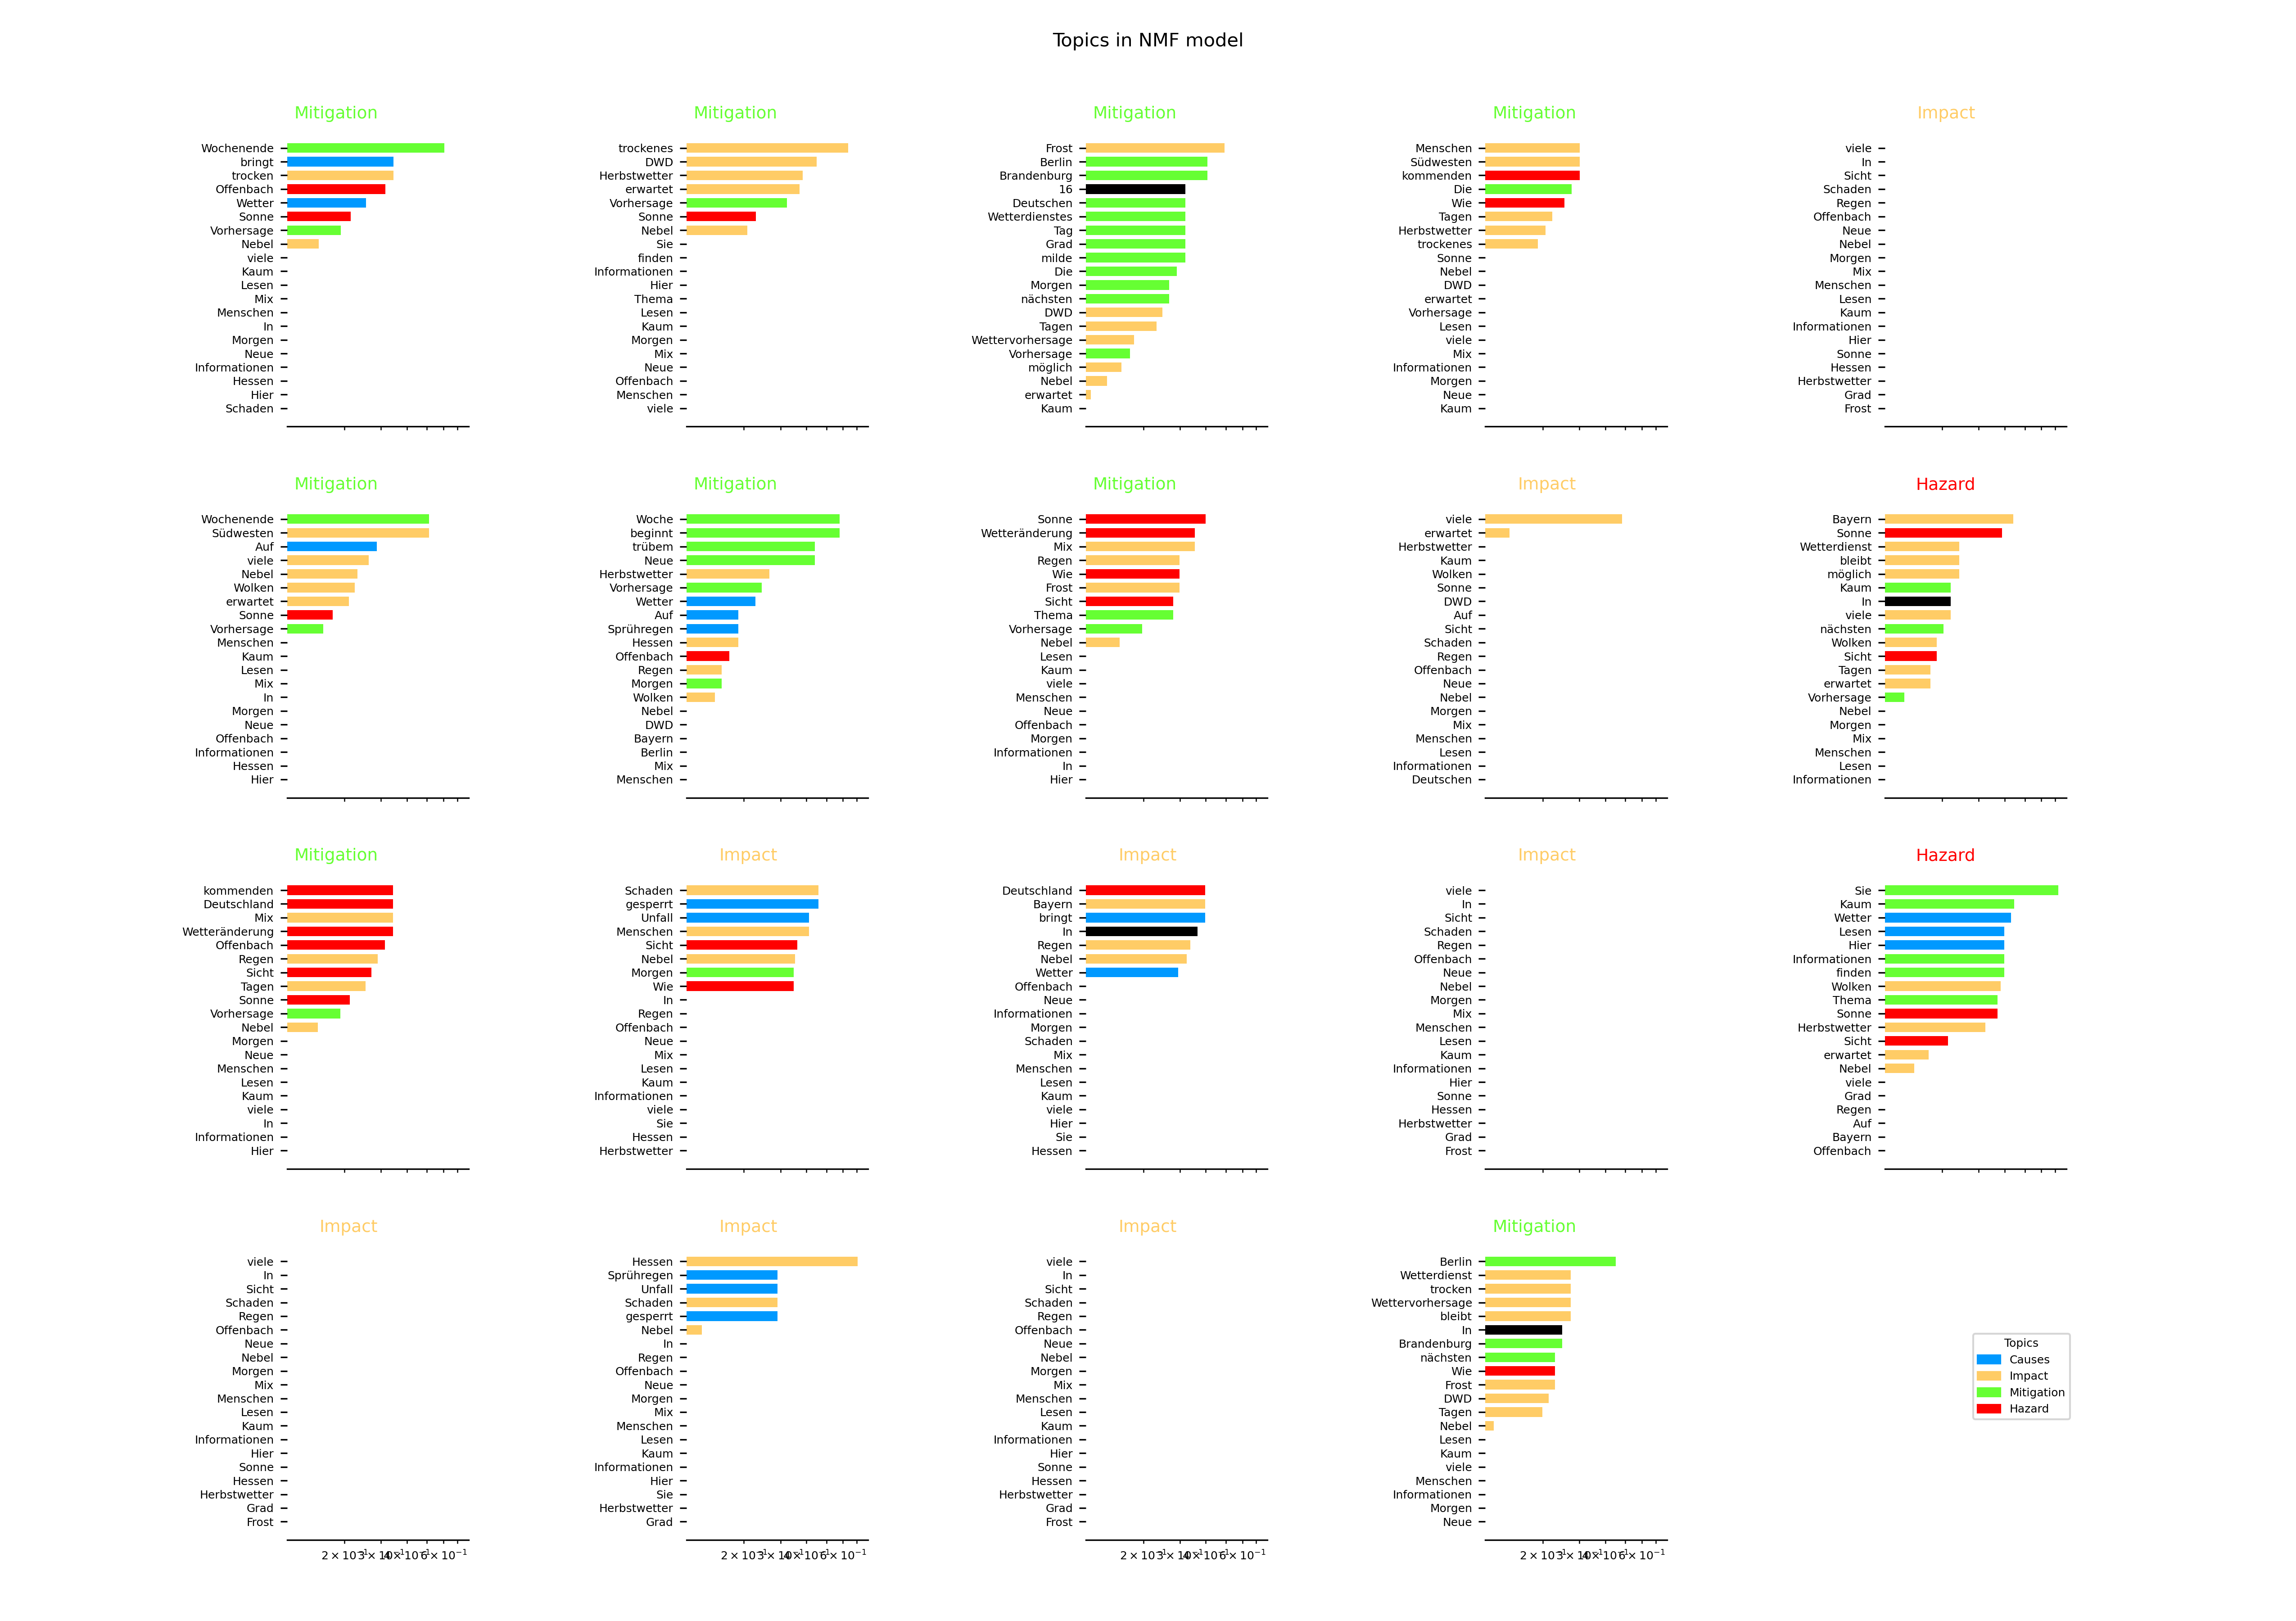 Topics in NMF model
Mitigation
Wochenende
bringt
trocken
Offenbach
Wetter
Sonne
Vorhersage
Nebel
viele
Kaum
Lesen
Mix
Menschen
In
Morgen
Neue
Informationen
Hessen
Hier
Schaden
Mitigation
trockenes
DWD
Herbstwetter
erwartet
Vorhersage
Sonne
Nebel
Sie
finden
Informationen
Hier
Thema
Lesen
Kaum
Morgen
Mix
Neue
Offenbach
Menschen
viele
Mitigation
Frost
Berlin
Brandenburg
16
Deutschen
Wetterdienstes
Tag
Grad
milde
Die
Morgen
nächsten
DWD
Tagen
Wettervorhersage
Vorhersage
möglich
Nebel
erwartet
Kaum
Mitigation
Menschen
Südwesten
kommenden
Die
Wie
Tagen
Herbstwetter
trockenes
Sonne
Nebel
DWD
erwartet
Vorhersage
Lesen
viele
Mix
Informationen
Morgen
Neue
Kaum
Impact
viele
In
Sicht
Schaden
Regen
Offenbach
Neue
Nebel
Morgen
Mix
Menschen
Lesen
Kaum
Informationen
Hier
Sonne
Hessen
Herbstwetter
Grad
Frost
Mitigation
Wochenende
Südwesten
Auf
viele
Nebel
Wolken
erwartet
Sonne
Vorhersage
Menschen
Kaum
Lesen
Mix
In
Morgen
Neue
Offenbach
Informationen
Hessen
Hier
Mitigation
Woche
beginnt
trübem
Neue
Herbstwetter
Vorhersage
Wetter
Auf
Sprühregen
Hessen
Offenbach
Regen
Morgen
Wolken
Nebel
DWD
Bayern
Berlin
Mix
Menschen
Mitigation
Sonne
Wetteränderung
Mix
Regen
Wie
Frost
Sicht
Thema
Vorhersage
Nebel
Lesen
Kaum
viele
Menschen
Neue
Offenbach
Morgen
Informationen
In
Hier
Impact
viele
erwartet
Herbstwetter
Kaum
Wolken
Sonne
DWD
Auf
Sicht
Schaden
Regen
Offenbach
Neue
Nebel
Morgen
Mix
Menschen
Lesen
Informationen
Deutschen
Hazard
Bayern
Sonne
Wetterdienst
bleibt
möglich
Kaum
In
viele
nächsten
Wolken
Sicht
Tagen
erwartet
Vorhersage
Nebel
Morgen
Mix
Menschen
Lesen
Informationen
Mitigation
kommenden
Deutschland
Mix
Wetteränderung
Offenbach
Regen
Sicht
Tagen
Sonne
Vorhersage
Nebel
Morgen
Neue
Menschen
Lesen
Kaum
viele
In
Informationen
Hier
Impact
Schaden
gesperrt
Unfall
Menschen
Sicht
Nebel
Morgen
Wie
In
Regen
Offenbach
Neue
Mix
Lesen
Kaum
Informationen
viele
Sie
Hessen
Herbstwetter
Impact
Deutschland
Bayern
bringt
In
Regen
Nebel
Wetter
Offenbach
Neue
Informationen
Morgen
Schaden
Mix
Menschen
Lesen
Kaum
viele
Hier
Sie
Hessen
Impact
viele
In
Sicht
Schaden
Regen
Offenbach
Neue
Nebel
Morgen
Mix
Menschen
Lesen
Kaum
Informationen
Hier
Sonne
Hessen
Herbstwetter
Grad
Frost
Hazard
Sie
Kaum
Wetter
Lesen
Hier
Informationen
finden
Wolken
Thema
Sonne
Herbstwetter
Sicht
erwartet
Nebel
viele
Grad
Regen
Auf
Bayern
Offenbach
Impact
viele
In
Sicht
Schaden
Regen
Offenbach
Neue
Nebel
Morgen
Mix
Menschen
Lesen
Kaum
Informationen
Hier
Sonne
Hessen
Herbstwetter
Grad
Frost
Impact
Hessen
Sprühregen
Unfall
Schaden
gesperrt
Nebel
In
Regen
Offenbach
Neue
Morgen
Mix
Menschen
Lesen
Kaum
Informationen
Hier
Sie
Herbstwetter
Grad
Impact
viele
In
Sicht
Schaden
Regen
Offenbach
Neue
Nebel
Morgen
Mix
Menschen
Lesen
Kaum
Informationen
Hier
Sonne
Hessen
Herbstwetter
Grad
Frost
Mitigation
Berlin
Wetterdienst
trocken
Wettervorhersage
bleibt
In
Brandenburg
nächsten
Wie
Frost
DWD
Tagen
Nebel
Lesen
Kaum
viele
Menschen
Informationen
Morgen
Neue
Topics
Causes
Impact
Mitigation
Hazard